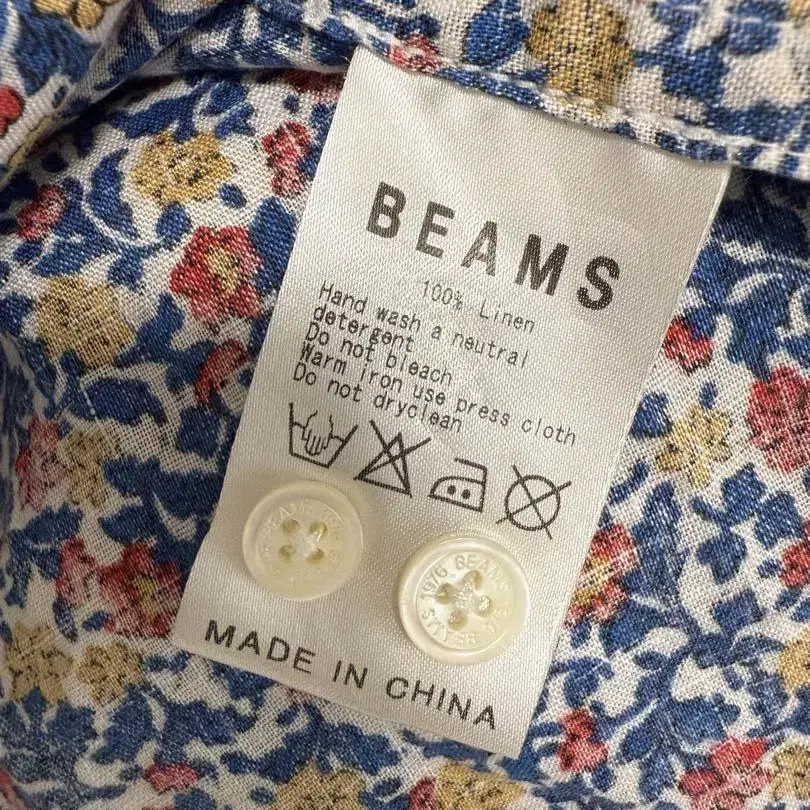 BEAMS
100% Linen
Hand wash a neutral
detergent
Do not bleach
Warm iron use press cloth
Do not dryclean
1976 BEAMS
MADE IN CHINA